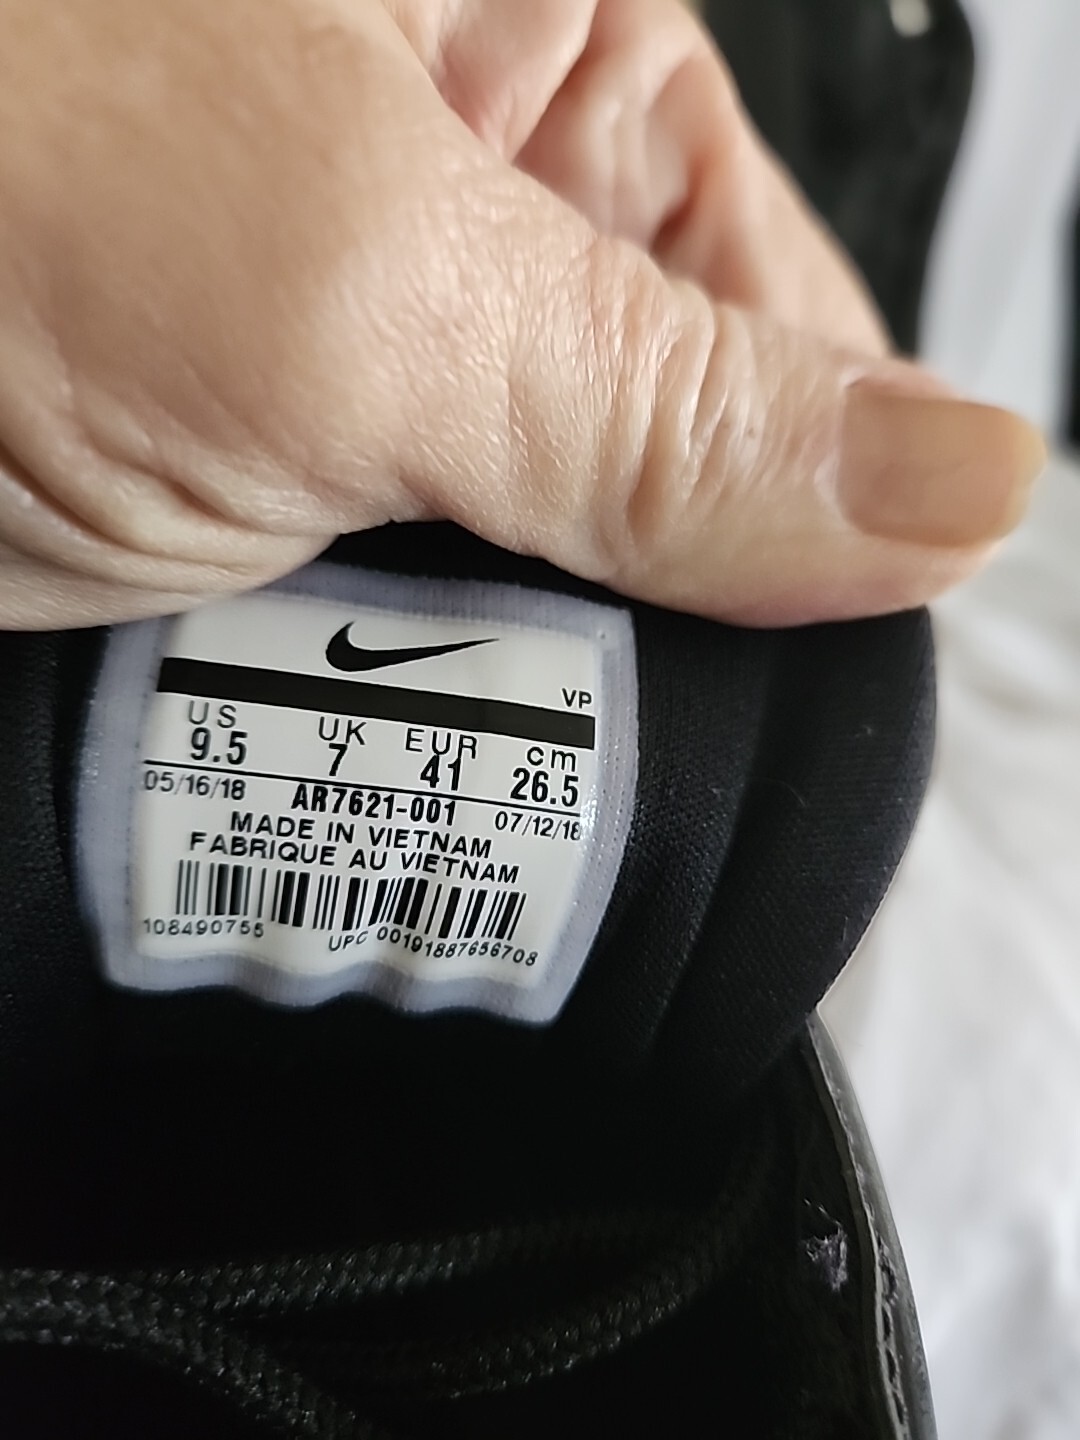 VP
US UK EUR cm
9.5 7 41 26.5
05/16/18 AR7621-001 07/12/18
MADE IN VIETNAM
FABRIQUE AU VIETNAM
108490755 UPC 00191887656708